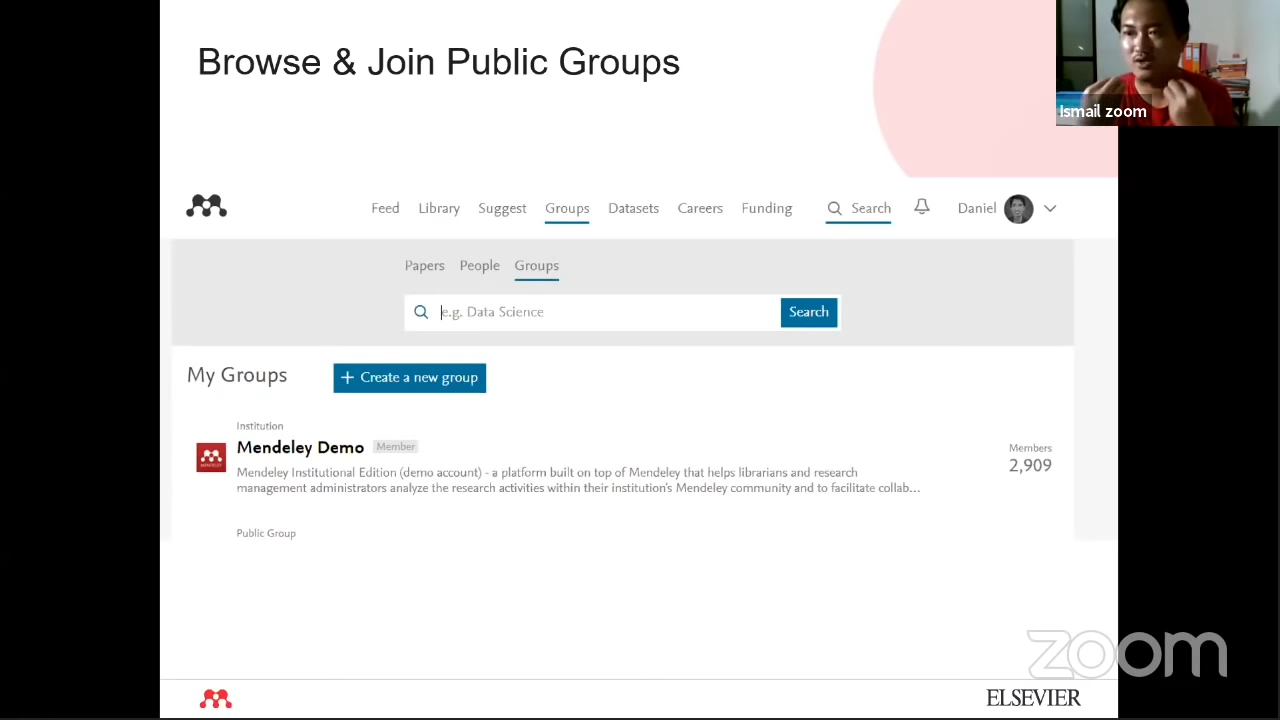 Browse & Join Public Groups
Ismail zoom
Feed Library Suggest Groups Datasets Careers Funding Search Daniel
Papers People Groups
e.g. Data Science Search
My Groups + Create a new group
Institution
Mendeley Demo Member
Members
2,909
Mendeley Institutional Edition (demo account) - a platform built on top of Mendeley that helps librarians and research
management administrators analyze the research activities within their institution's Mendeley community and to facilitate collab...
Public Group
zoom
ELSEVIER